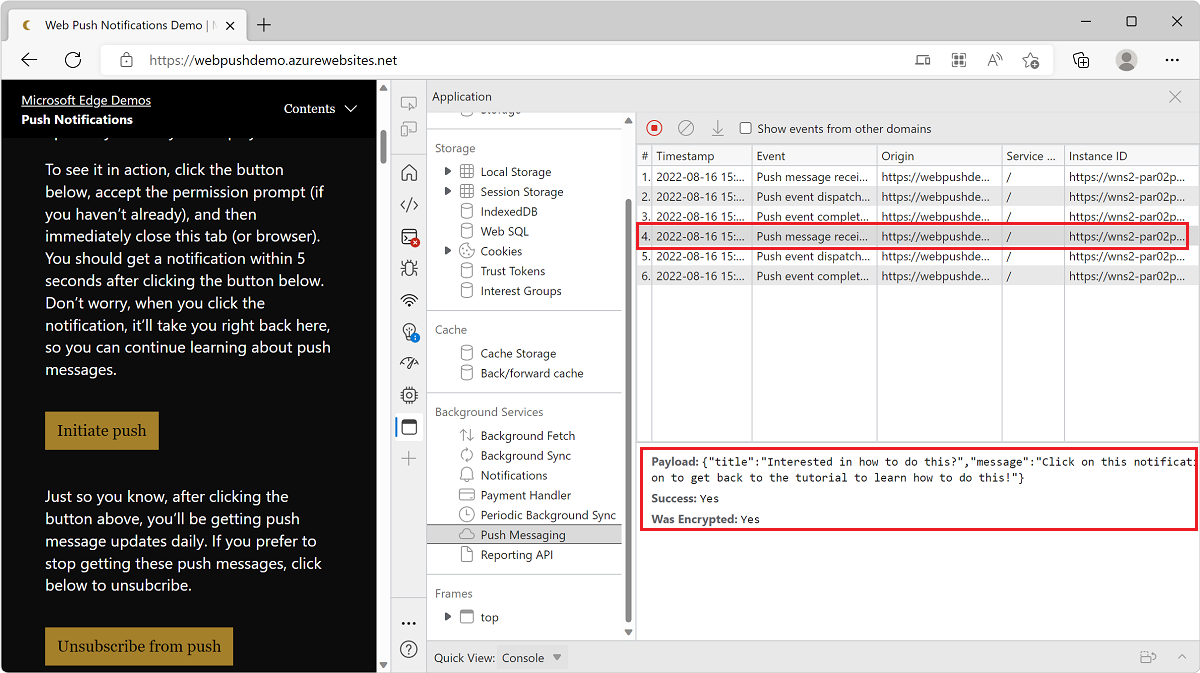 Web Push Notifications Demo |
https://webpushdemo.azurewebsites.net
Microsoft Edge Demos
Push Notifications
Contents
To see it in action, click the button
below, accept the permission prompt (if
you haven't already), and then
immediately close this tab (or browser).
You should get a notification within 5
seconds after clicking the button below.
Don't worry, when you click the
notification, it'll take you right back here,
so you can continue learning about push
messages.
Initiate push
Just so you know, after clicking the
button above, you'll be getting push
message updates daily. If you prefer to
stop getting these push messages, click
below to unsubcribe.
Unsubscribe from push
Application
Storage
Storage
Local Storage
Session Storage
IndexedDB
Web SQL
Cookies
Trust Tokens
Interest Groups
Cache
Cache Storage
Back/forward cache
Background Services
Background Fetch
Background Sync
Notifications
Payment Handler
Periodic Background Sync
Push Messaging
Reporting API
Frames
top
Show events from other domains
# Timestamp Event Origin Service ... Instance ID
1. 2022-08-16 15:... Push message recei... https://webpushde... / https://wns2-par02p...
2. 2022-08-16 15:... Push event dispatch... https://webpushde... / https://wns2-par02p...
3. 2022-08-16 15:... Push event complet... https://webpushde... / https://wns2-par02p...
4. 2022-08-16 15:... Push message recei... https://webpushde... / https://wns2-par02p...
5. 2022-08-16 15:... Push event dispatch... https://webpushde... / https://wns2-par02p...
6. 2022-08-16 15:... Push event complet... https://webpushde... / https://wns2-par02p...
Payload: {"title":"Interested in how to do this?","message":"Click on this notificati
on to get back to the tutorial to learn how to do this!"}
Success: Yes
Was Encrypted: Yes
Quick View: Console